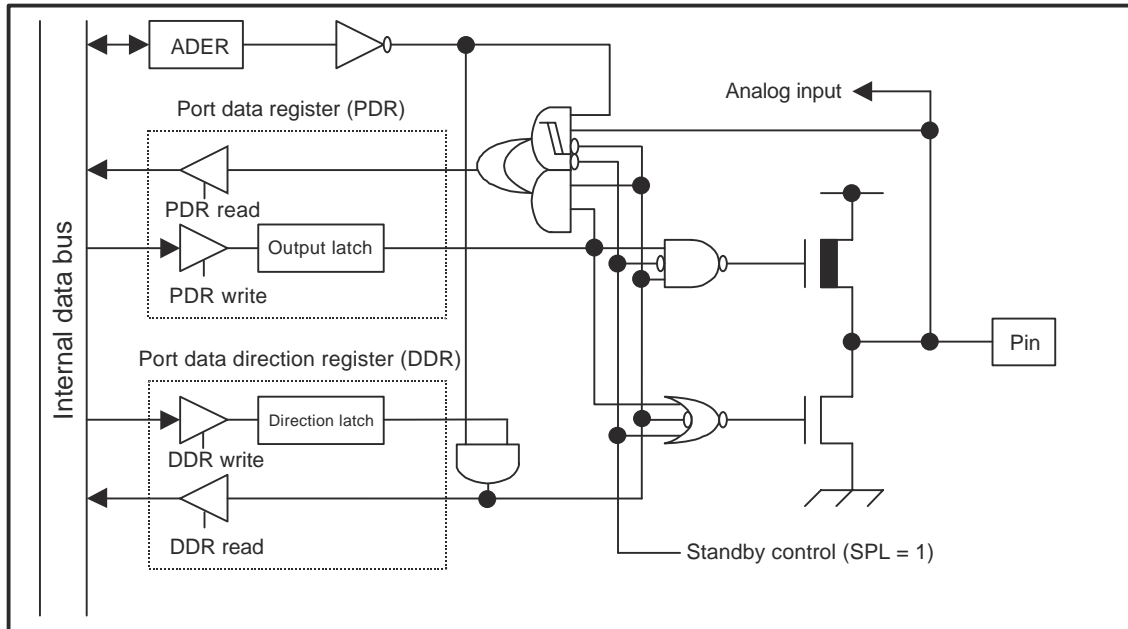 ADER
Analog input
Port data register (PDR)
PDR read
Output latch
PDR write
Internal data bus
Pin
Port data direction register (DDR)
Direction latch
DDR write
DDR read
Standby control (SPL = 1)